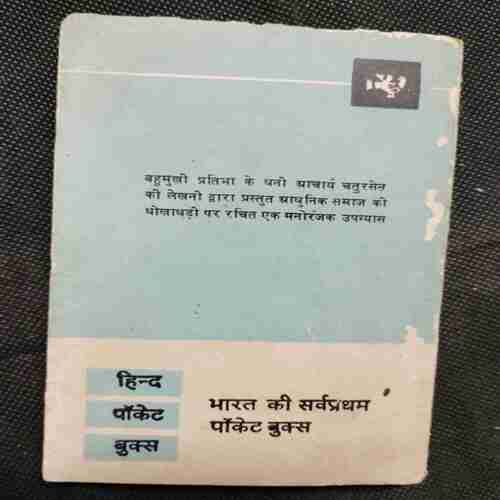 बहुमुखी प्रतिभा के धनी आचार्य चतुरसेन
की लेखनी द्वारा प्रस्तुत आधुनिक समाज की
धोखाधड़ी पर रचित एक मनोरंजक उपन्यास
हिन्द
पॉकेट
बुक्स
भारत की सर्वप्रथम
पॉकेट बुक्स